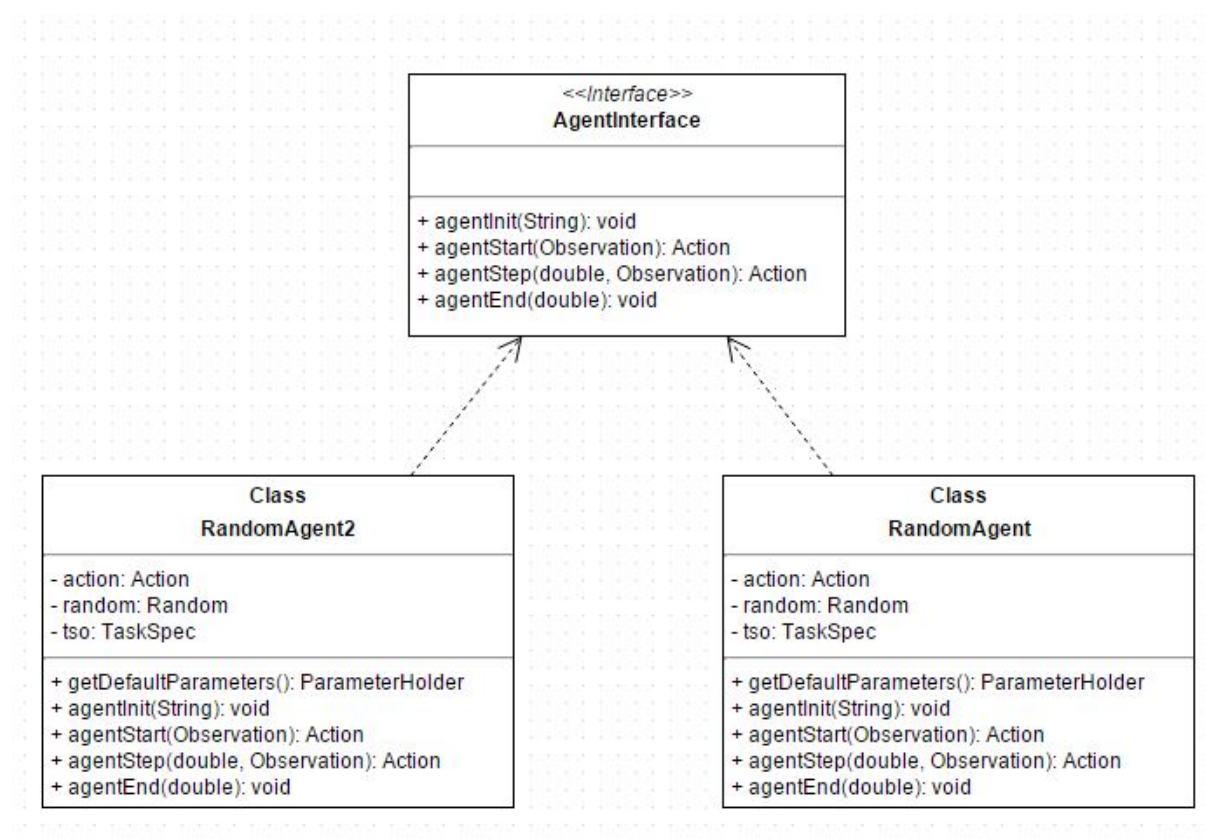 <<Interface>>
AgentInterface
+ agentInit(String): void
+ agentStart(Observation): Action
+ agentStep(double, Observation): Action
+ agentEnd(double): void
Class
RandomAgent2
- action: Action
- random: Random
- tso: TaskSpec
+ getDefaultParameters(): ParameterHolder
+ agentInit(String): void
+ agentStart(Observation): Action
+ agentStep(double, Observation): Action
+ agentEnd(double): void
Class
RandomAgent
- action: Action
- random: Random
- tso: TaskSpec
+ getDefaultParameters(): ParameterHolder
+ agentInit(String): void
+ agentStart(Observation): Action
+ agentStep(double, Observation): Action
+ agentEnd(double): void